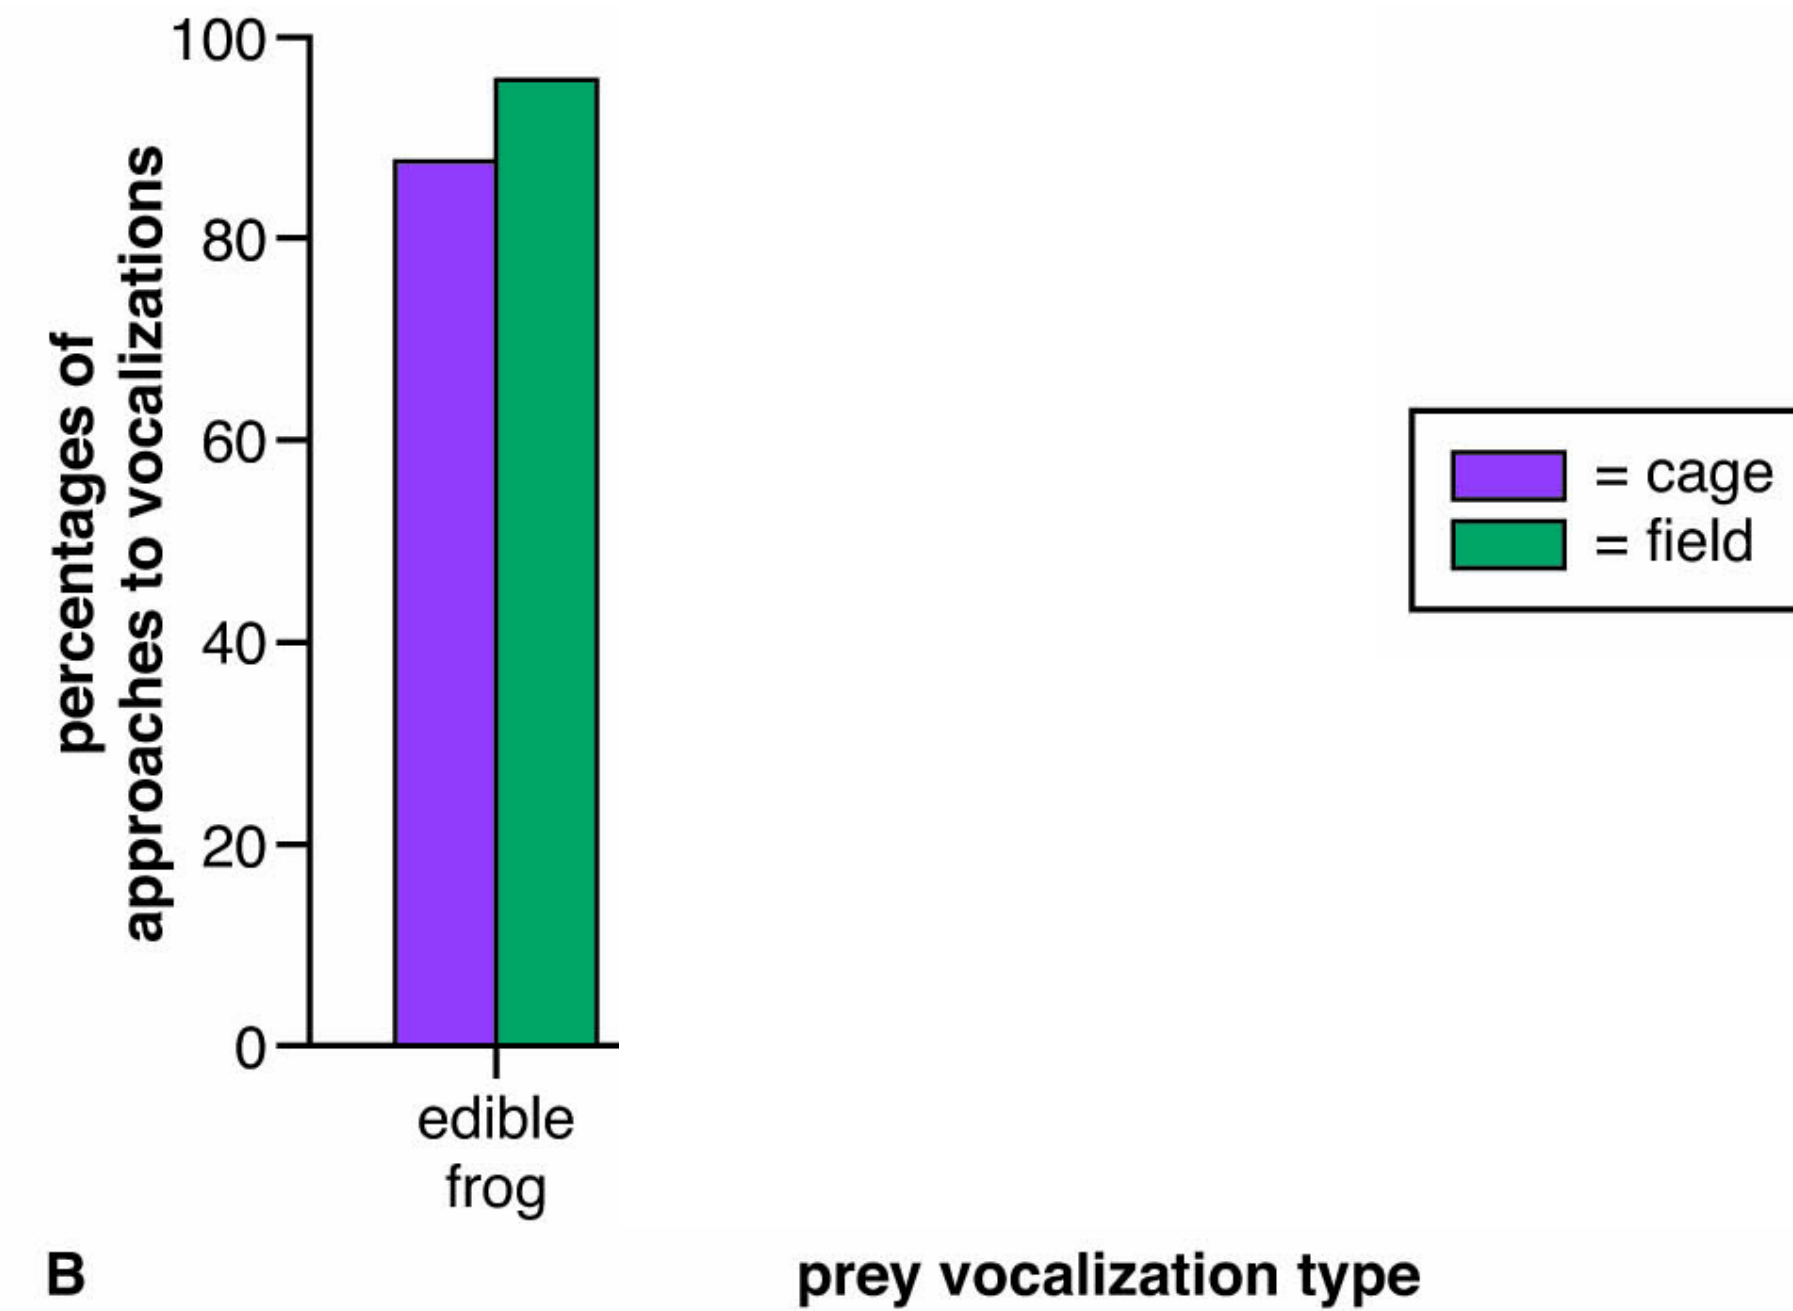 percentages of
approaches to vocalizations
100
80
60
40
20
0
edible
frog
= cage
= field
B
prey vocalization type